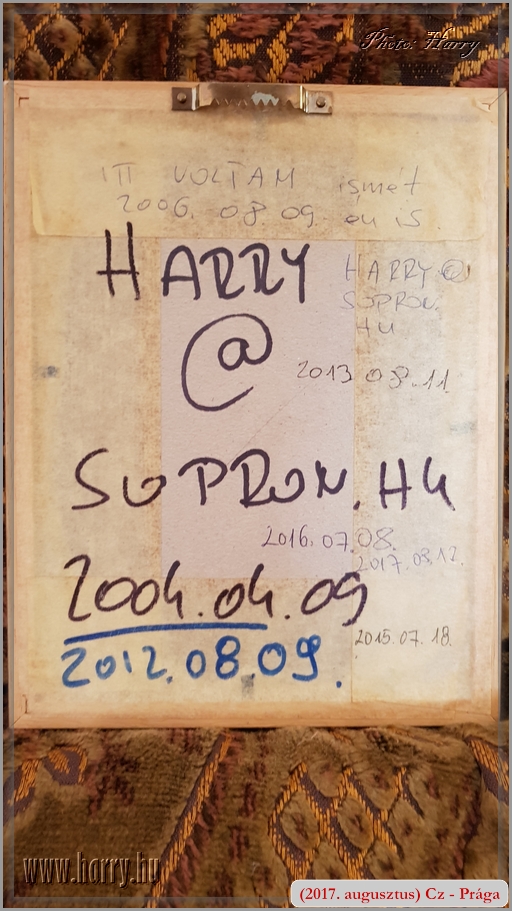 Photo: Harry
ITT VOLTAM ismét
2006. 08. 09. én is
HARRY
HARRY@
SOPRON.
HU
@
2013 08.11.
SOPRON.HU
2016.07.08.
2017.08.12.
2004.04.09
2015.07.18.
2012.08.09.
www.harry.hu
(2017. augusztus) Cz - Prága